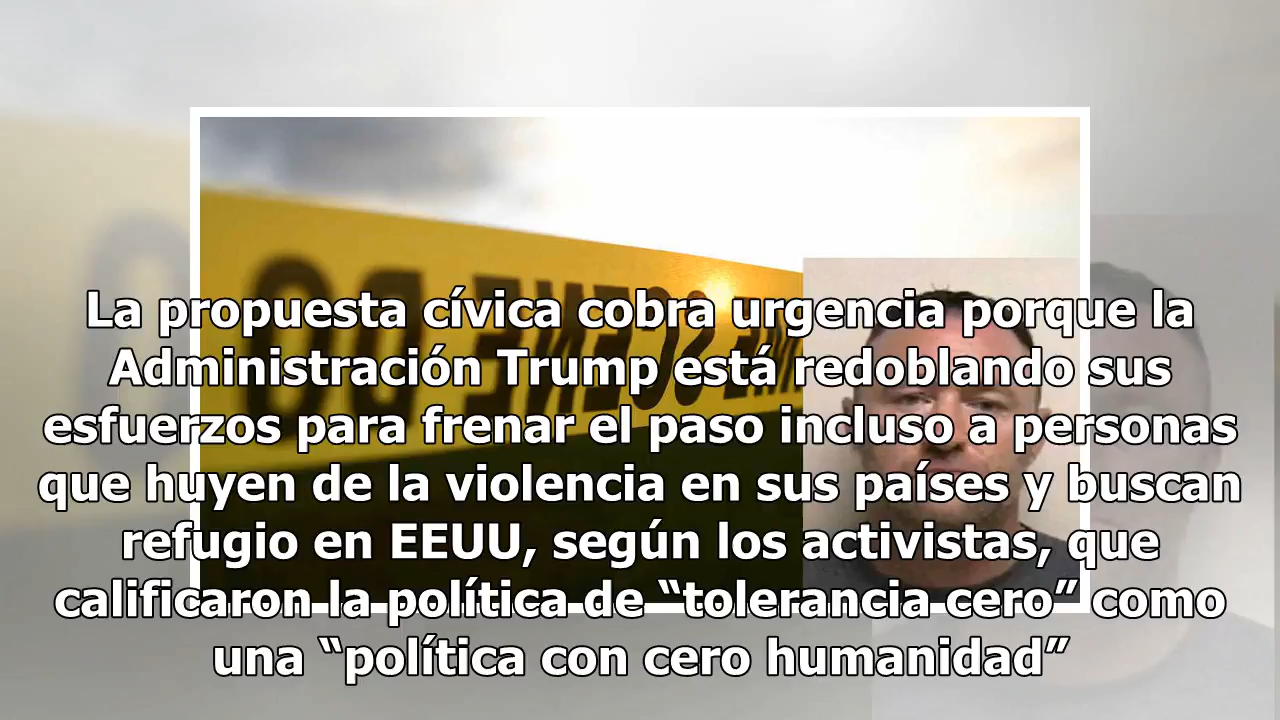 La propuesta cívica cobra urgencia porque la
Administración Trump está redoblando sus
esfuerzos para frenar el paso incluso a personas
que huyen de la violencia en sus países y buscan
refugio en EEUU, según los activistas, que
calificaron la política de “tolerancia cero” como
una “política con cero humanidad”
SCENE DO